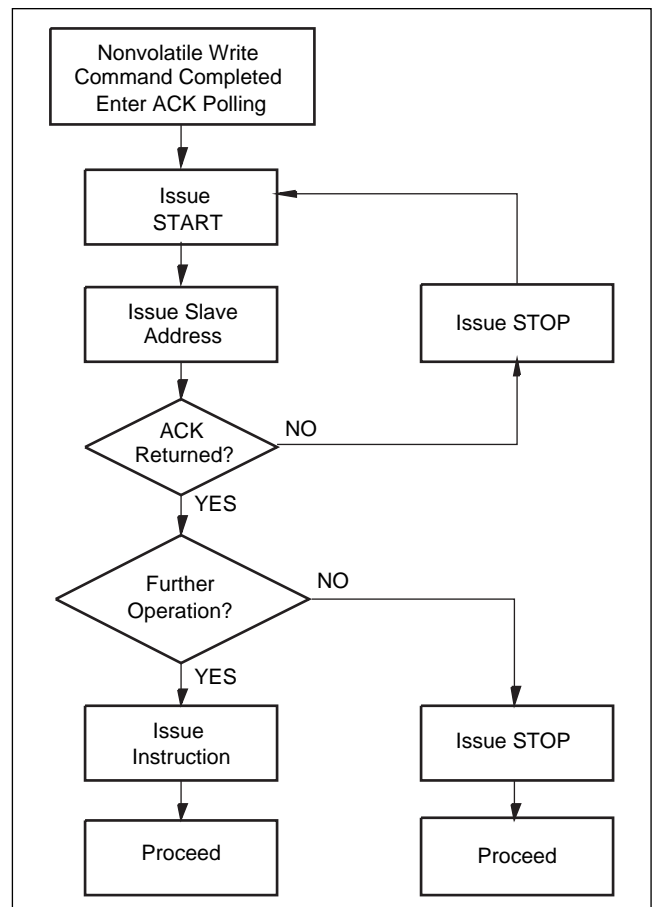 Nonvolatile Write
Command Completed
Enter ACK Polling
Issue
START
Issue Slave
Address
Issue STOP
ACK
Returned?
NO
YES
Further
Operation?
NO
YES
Issue
Instruction
Issue STOP
Proceed
Proceed